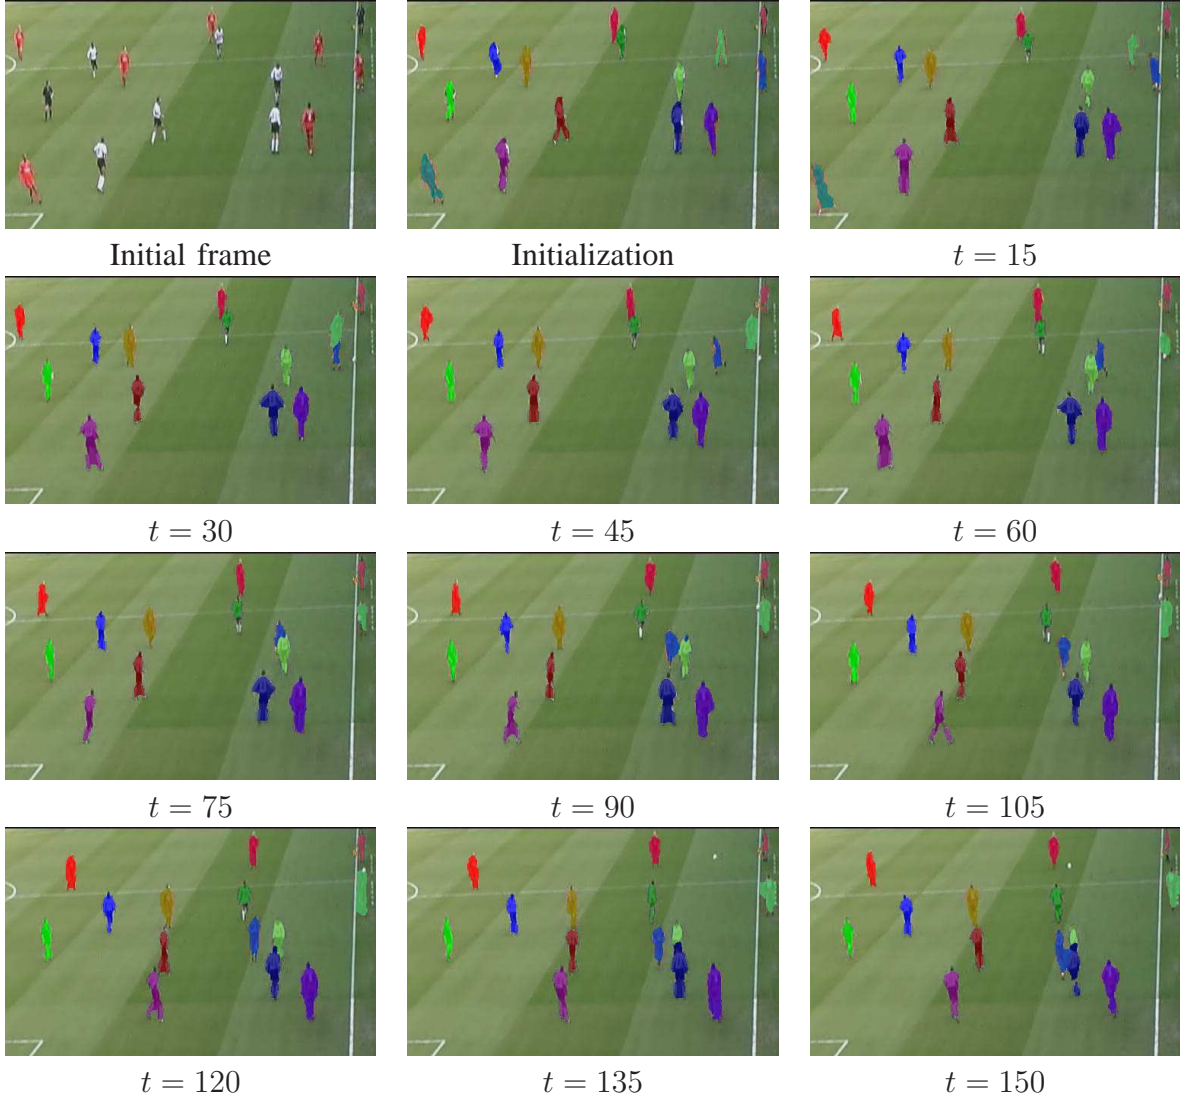 Initial frame
Initialization
t = 15
t = 30
t = 45
t = 60
t = 75
t = 90
t = 105
t = 120
t = 135
t = 150